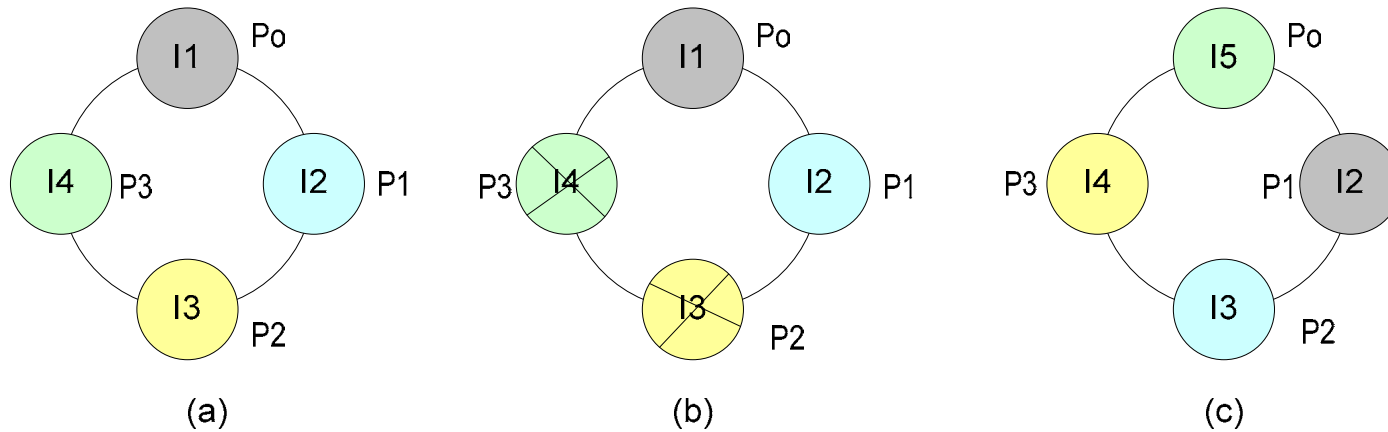 I1 Po
I4 P3 I2 P1
I3 P2
(a)
I1 Po
P3 I4 I2 P1
I3 P2
(b)
I5 Po
P3 I4 P1 I2
I3 P2
(c)